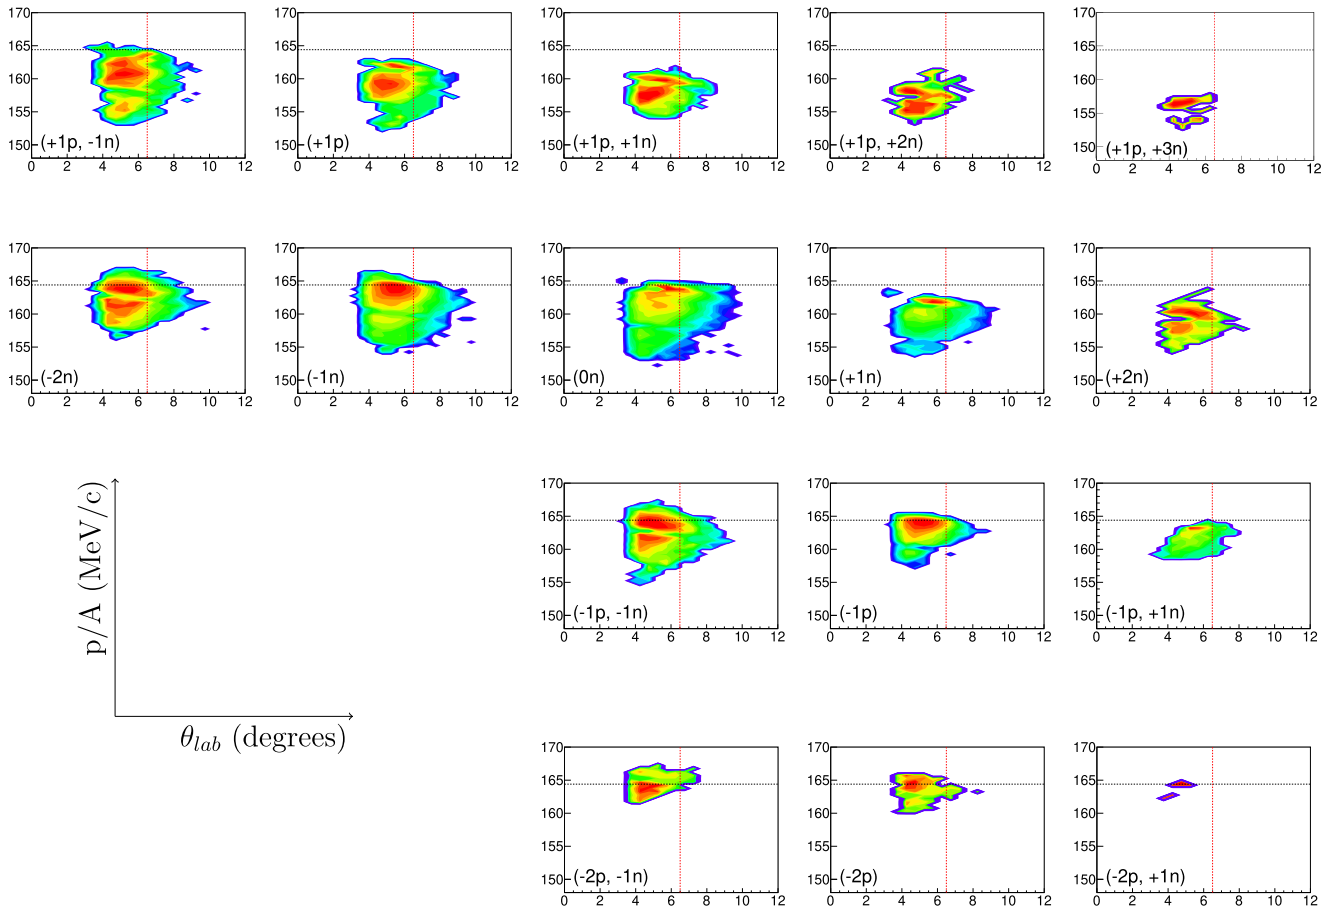 170 170 170 170 170
165 165 165 165 165
160 160 160 160 160
155 155 155 155 155
150 150 150 150 150
(+1p, -1n) (+1p) (+1p, +1n) (+1p, +2n) (+1p, +3n)
0 2 4 6 8 10 12 0 2 4 6 8 10 12 0 2 4 6 8 10 12 0 2 4 6 8 10 12 0 2 4 6 8 10 12
170 170 170 170 170
165 165 165 165 165
160 160 160 160 160
155 155 155 155 155
150 150 150 150 150
(-2n) (-1n) (0n) (+1n) (+2n)
0 2 4 6 8 10 12 0 2 4 6 8 10 12 0 2 4 6 8 10 12 0 2 4 6 8 10 12 0 2 4 6 8 10 12
170 170 170
165 165 165
160 160 160
155 155 155
150 150 150
(-1p, -1n) (-1p) (-1p, +1n)
0 2 4 6 8 10 12 0 2 4 6 8 10 12 0 2 4 6 8 10 12
p/A (MeV/c)
θ_lab (degrees)
170 170 170
165 165 165
160 160 160
155 155 155
150 150 150
(-2p, -1n) (-2p) (-2p, +1n)
0 2 4 6 8 10 12 0 2 4 6 8 10 12 0 2 4 6 8 10 12